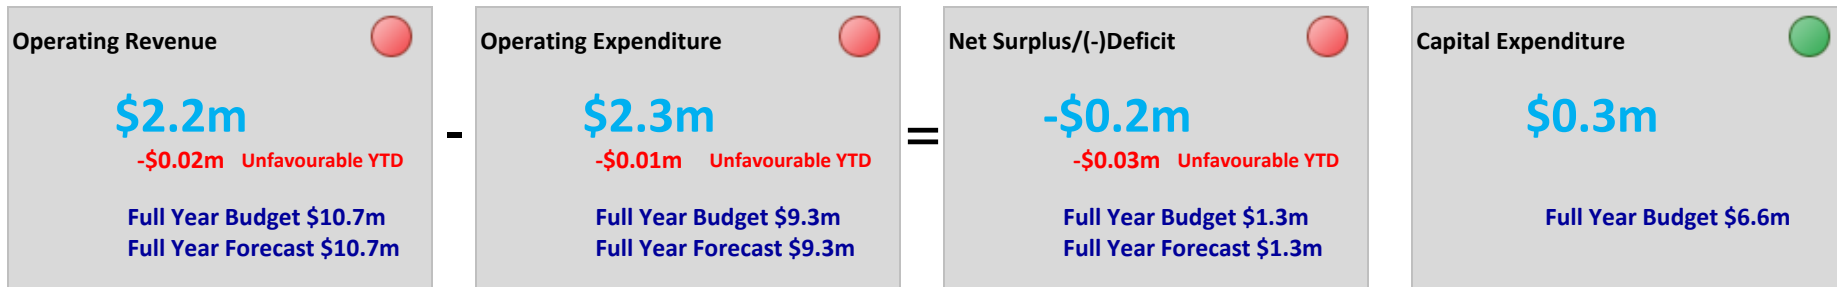 Operating Revenue
$2.2m
-$0.02m Unfavourable YTD
Full Year Budget $10.7m
Full Year Forecast $10.7m
-
Operating Expenditure
$2.3m
-$0.01m Unfavourable YTD
Full Year Budget $9.3m
Full Year Forecast $9.3m
=
Net Surplus/(-)Deficit
-$0.2m
-$0.03m Unfavourable YTD
Full Year Budget $1.3m
Full Year Forecast $1.3m
Capital Expenditure
$0.3m
Full Year Budget $6.6m